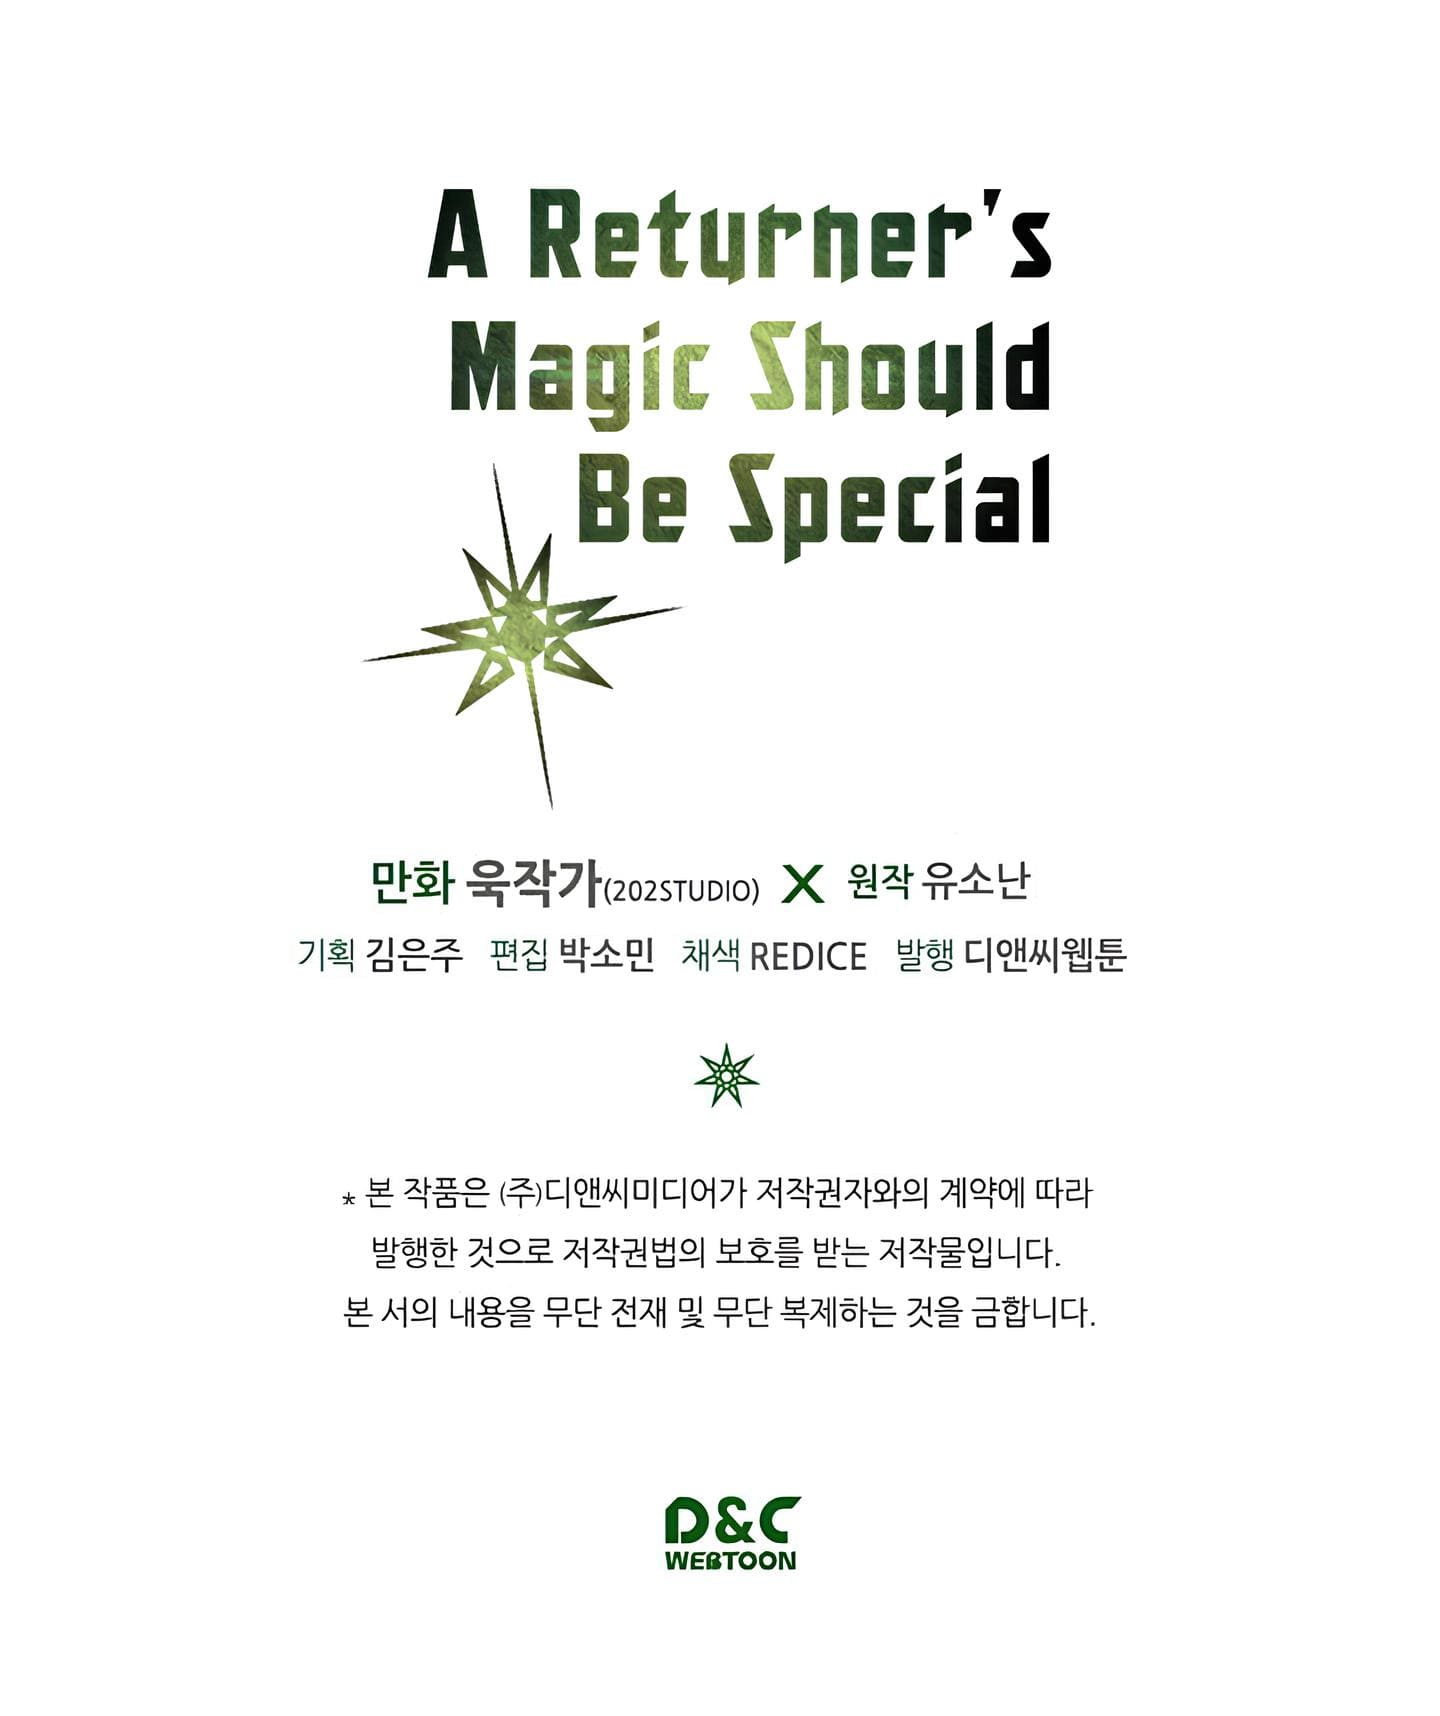 A Returner's
Magic Should
Be Special
만화 욱작가(202STUDIO) X 원작 유소난
기획 김은주 편집 박소민 채색 REDICE 발행 디앤씨웹툰
* 본 작품은 (주)디앤씨미디어가 저작권자와의 계약에 따라
발행한 것으로 저작권법의 보호를 받는 저작물입니다.
본 서의 내용을 무단 전재 및 무단 복제하는 것을 금합니다.
D&C
WEBTOON